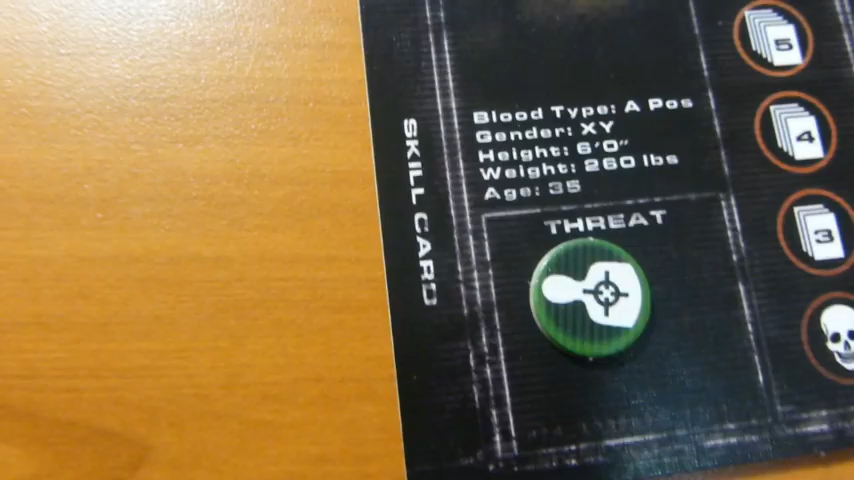 SKILL CARD
Blood Type: A Pos
Gender: XY
Height: 6'0"
Weight: 260 lbs
Age: 35
THREAT
5
4
3